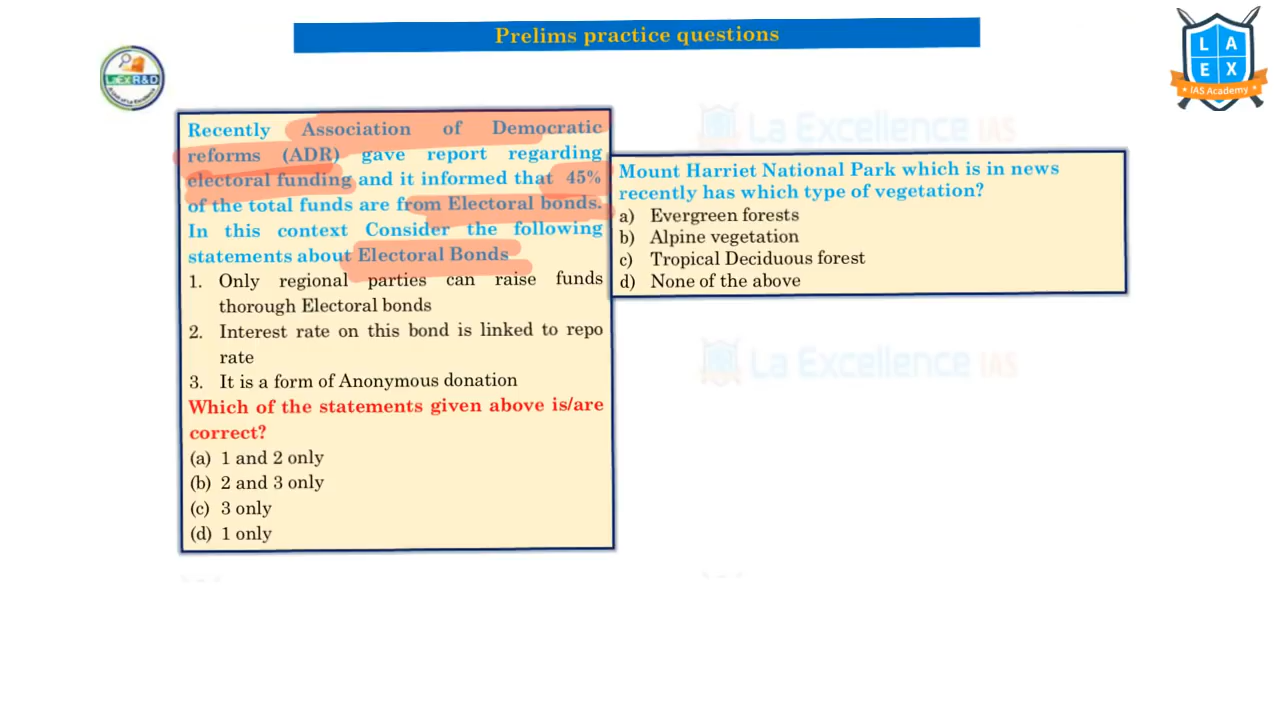 Prelims practice questions
L A
E X
IAS Academy
LaEx R&D
Recently Association of Democratic
reforms (ADR) gave report regarding
electoral funding and it informed that 45%
of the total funds are from Electoral bonds.
In this context Consider the following
statements about Electoral Bonds
1. Only regional parties can raise funds
thorough Electoral bonds
2. Interest rate on this bond is linked to repo
rate
3. It is a form of Anonymous donation
Which of the statements given above is/are
correct?
(a) 1 and 2 only
(b) 2 and 3 only
(c) 3 only
(d) 1 only
La Excellence IAS
Mount Harriet National Park which is in news
recently has which type of vegetation?
a) Evergreen forests
b) Alpine vegetation
c) Tropical Deciduous forest
d) None of the above
La Excellence IAS